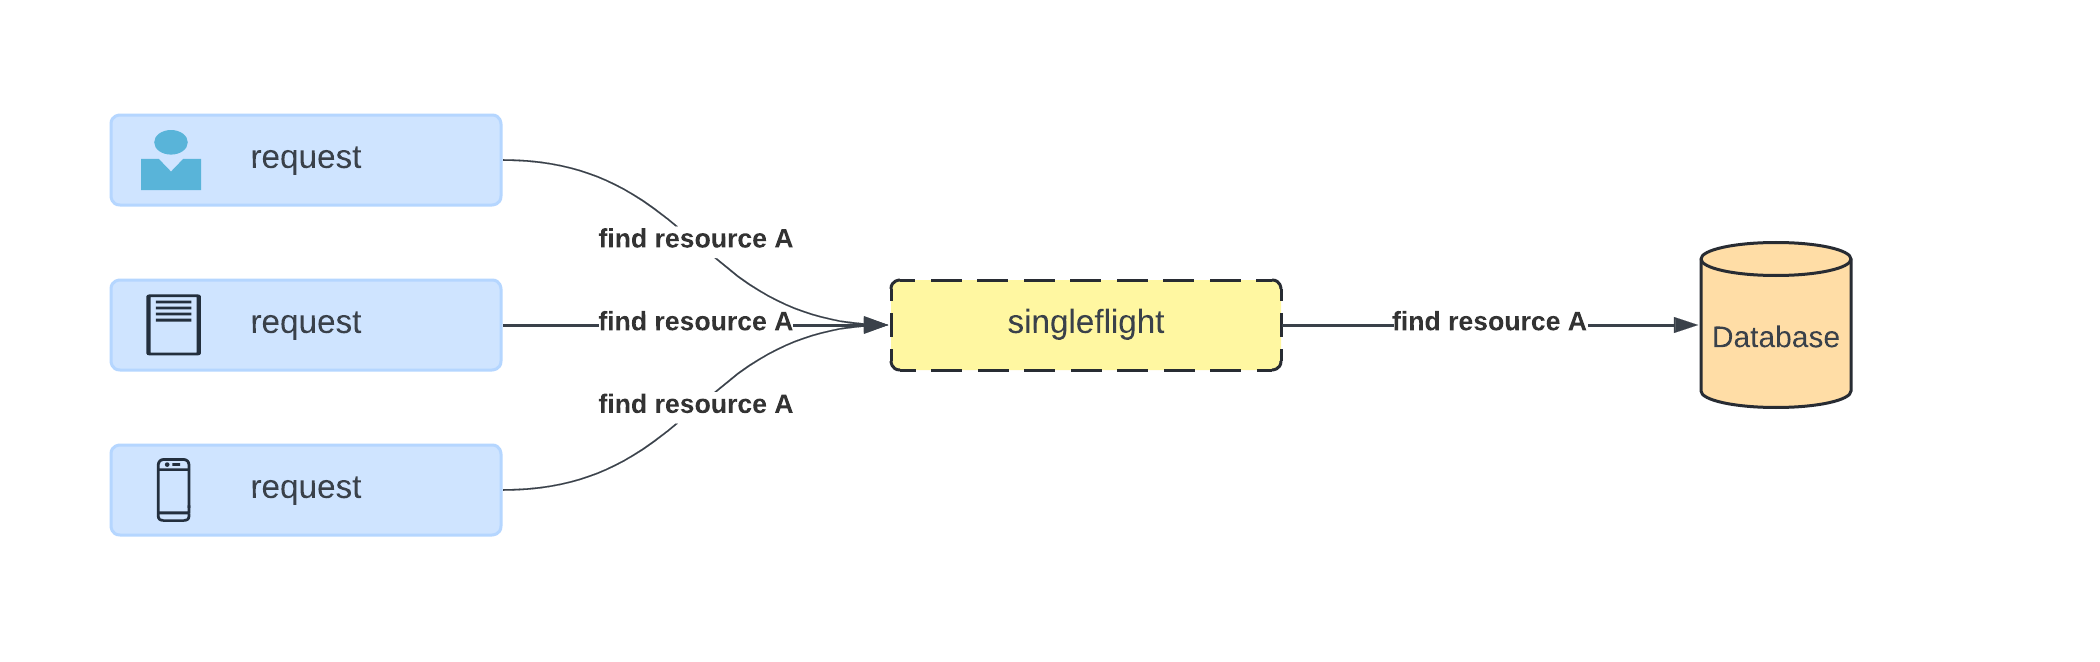 request
find resource A
request
find resource A
singleflight
find resource A
Database
find resource A
request